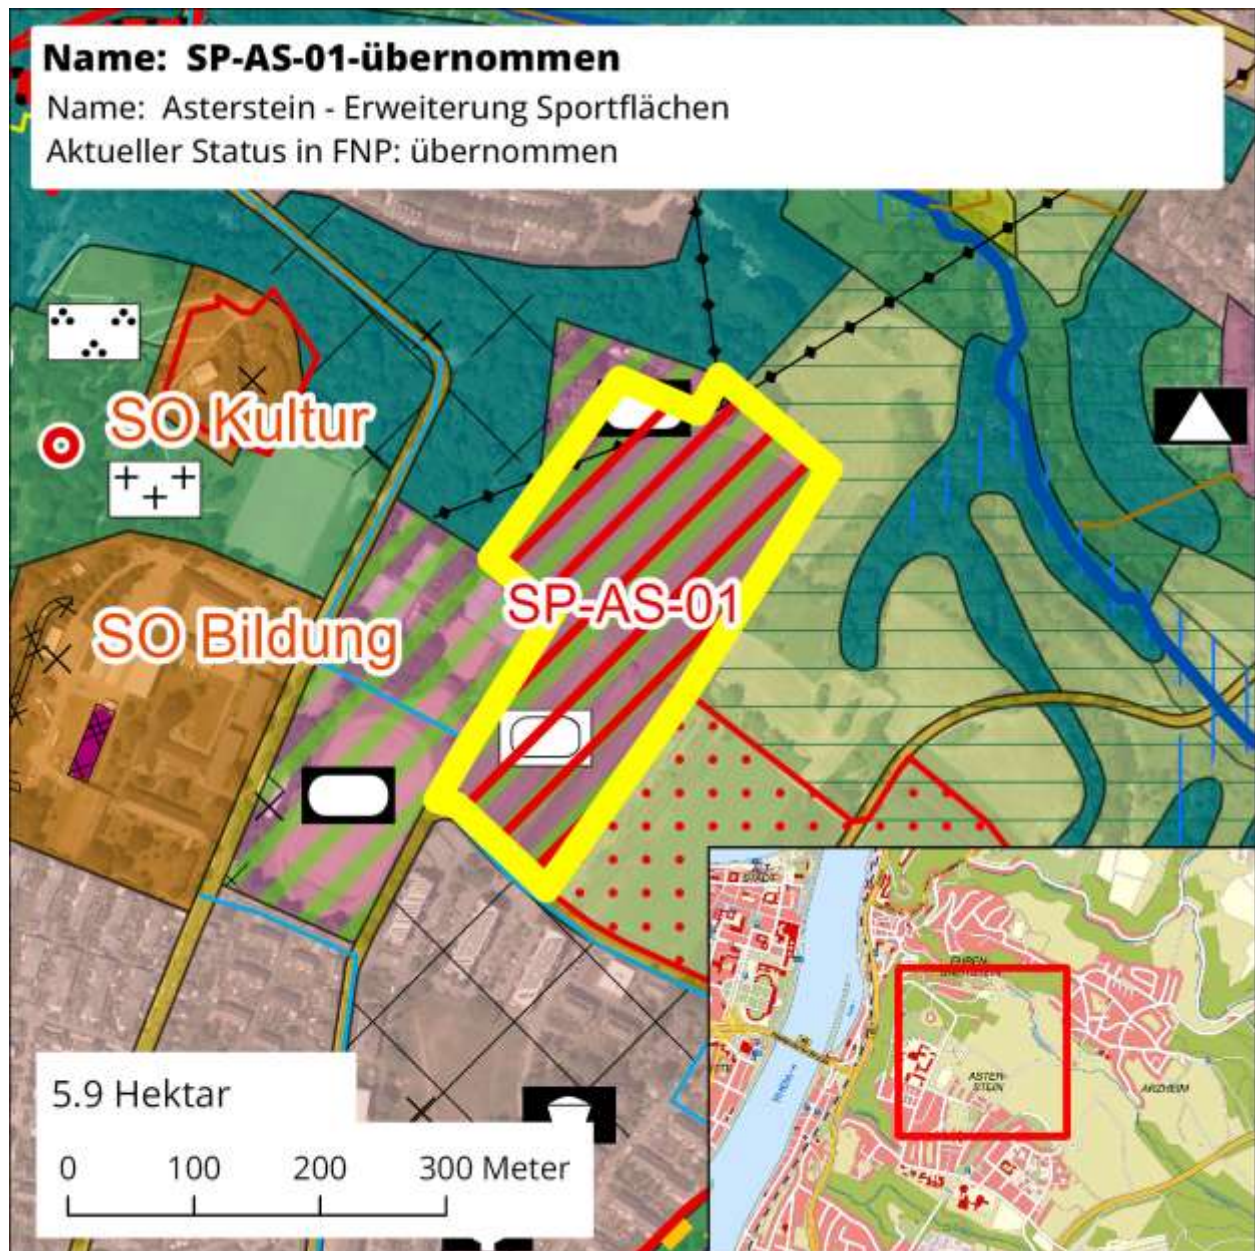 Name: SP-AS-01-übernommen
Name: Asterstein - Erweiterung Sportflächen
Aktueller Status in FNP: übernommen
SO Kultur
SO Bildung
SP-AS-01
5.9 Hektar
0 100 200 300 Meter
ASTER-
STEIN
ARZHEIM